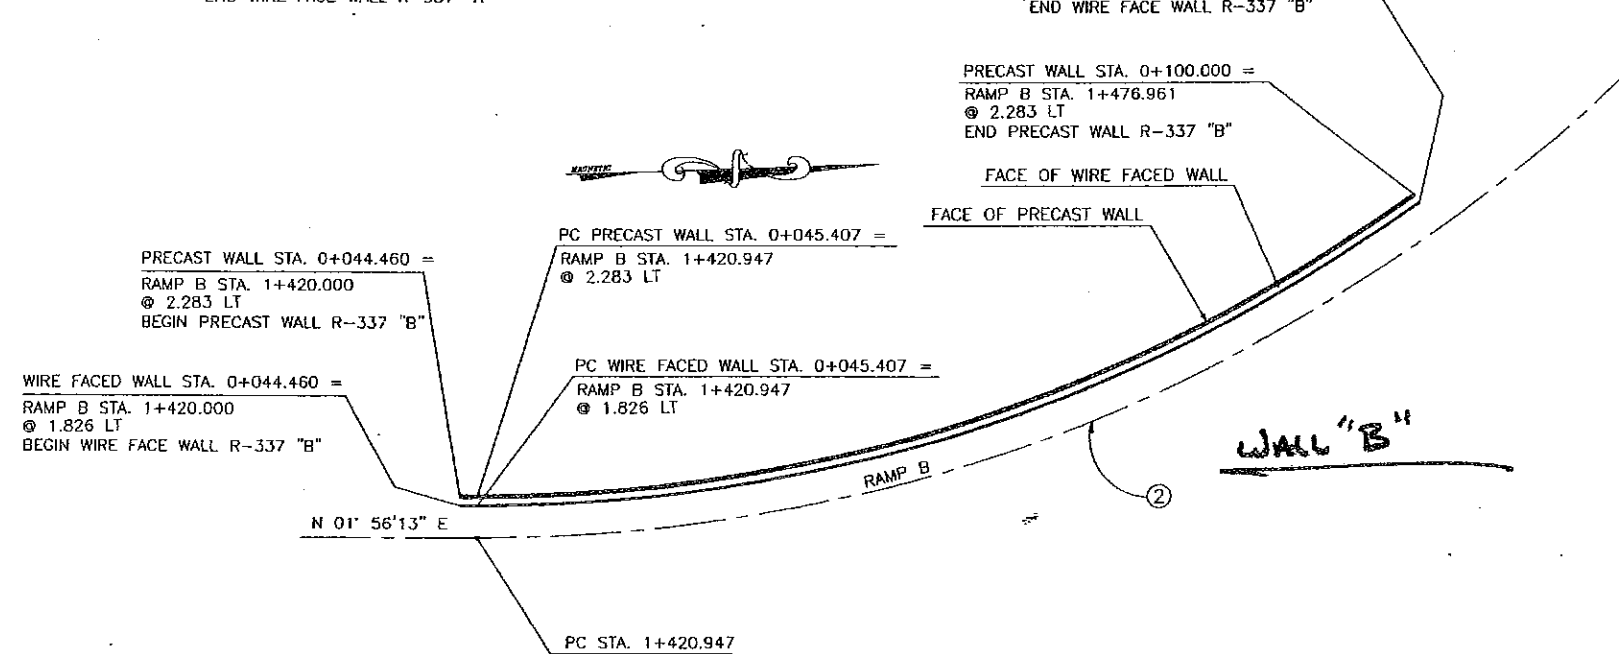 END WIRE FACE WALL R-337 "B"
PRECAST WALL STA. 0+100.000 =
RAMP B STA. 1+476.961
@ 2.283 LT
END PRECAST WALL R-337 "B"
MAGNETIC
FACE OF WIRE FACED WALL
FACE OF PRECAST WALL
PC PRECAST WALL STA. 0+045.407 =
RAMP B STA. 1+420.947
@ 2.283 LT
PRECAST WALL STA. 0+044.460 =
RAMP B STA. 1+420.000
@ 2.283 LT
BEGIN PRECAST WALL R-337 "B"
PC WIRE FACED WALL STA. 0+045.407 =
RAMP B STA. 1+420.947
@ 1.826 LT
WIRE FACED WALL STA. 0+044.460 =
RAMP B STA. 1+420.000
@ 1.826 LT
BEGIN WIRE FACE WALL R-337 "B"
WALL "B"
RAMP B
2
N 01° 56'13" E
PC STA. 1+420.947